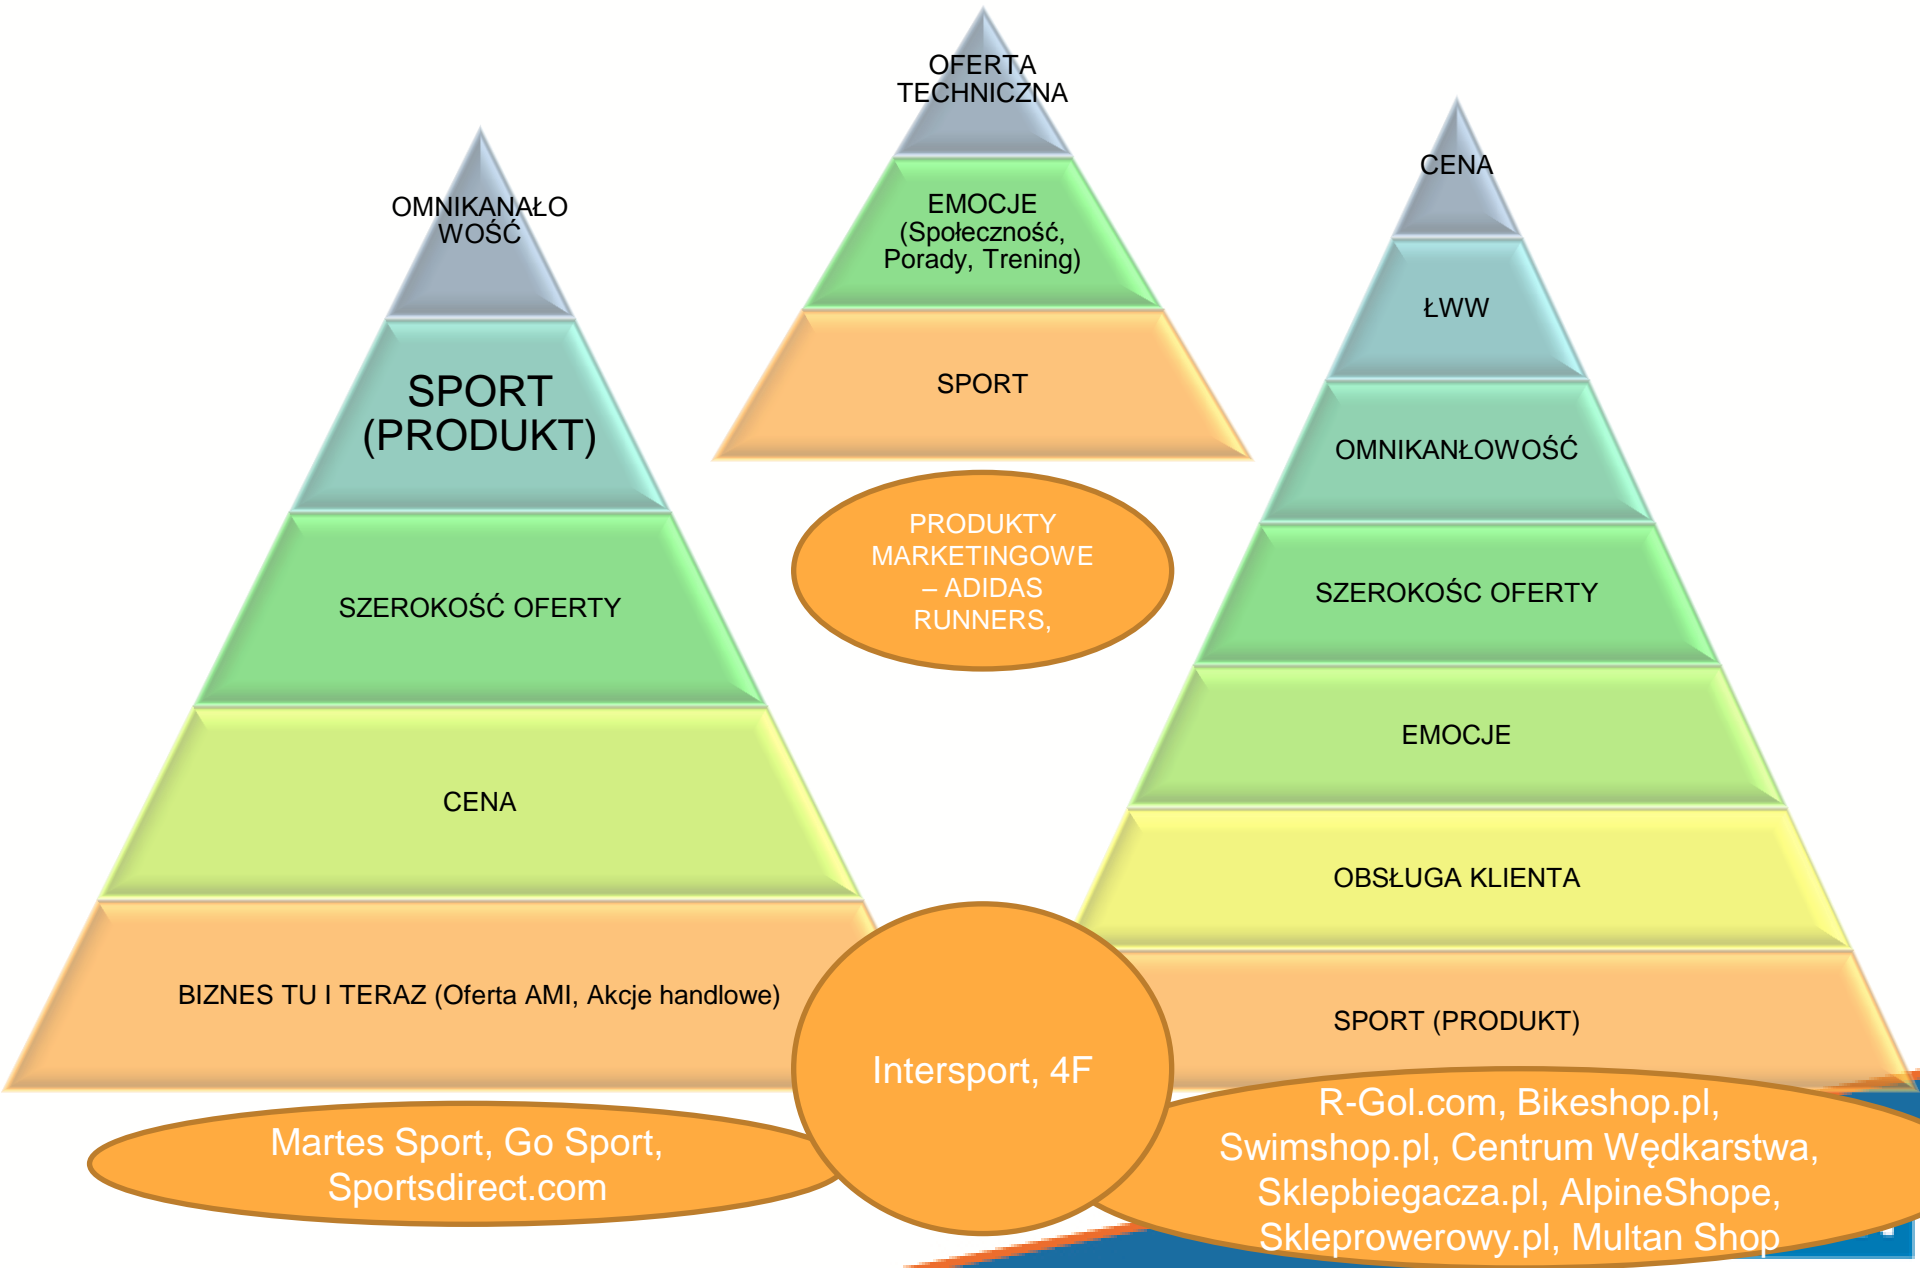 OMNIKANAŁO
WOŚĆ
SPORT
(PRODUKT)
SZEROKOŚĆ OFERTY
CENA
BIZNES TU I TERAZ (Oferta AMI, Akcje handlowe)
Martes Sport, Go Sport,
Sportsdirect.com
OFERTA
TECHNICZNA
EMOCJE
(Społeczność,
Porady, Trening)
SPORT
PRODUKTY
MARKETINGOWE
– ADIDAS
RUNNERS,
Intersport, 4F
CENA
ŁWW
OMNIKANŁOWOŚĆ
SZEROKOŚC OFERTY
EMOCJE
OBSŁUGA KLIENTA
SPORT (PRODUKT)
R-Gol.com, Bikeshop.pl,
Swimshop.pl, Centrum Wędkarstwa,
Sklepbiegacza.pl, AlpineShope,
Skleprowerowy.pl, Multan Shop